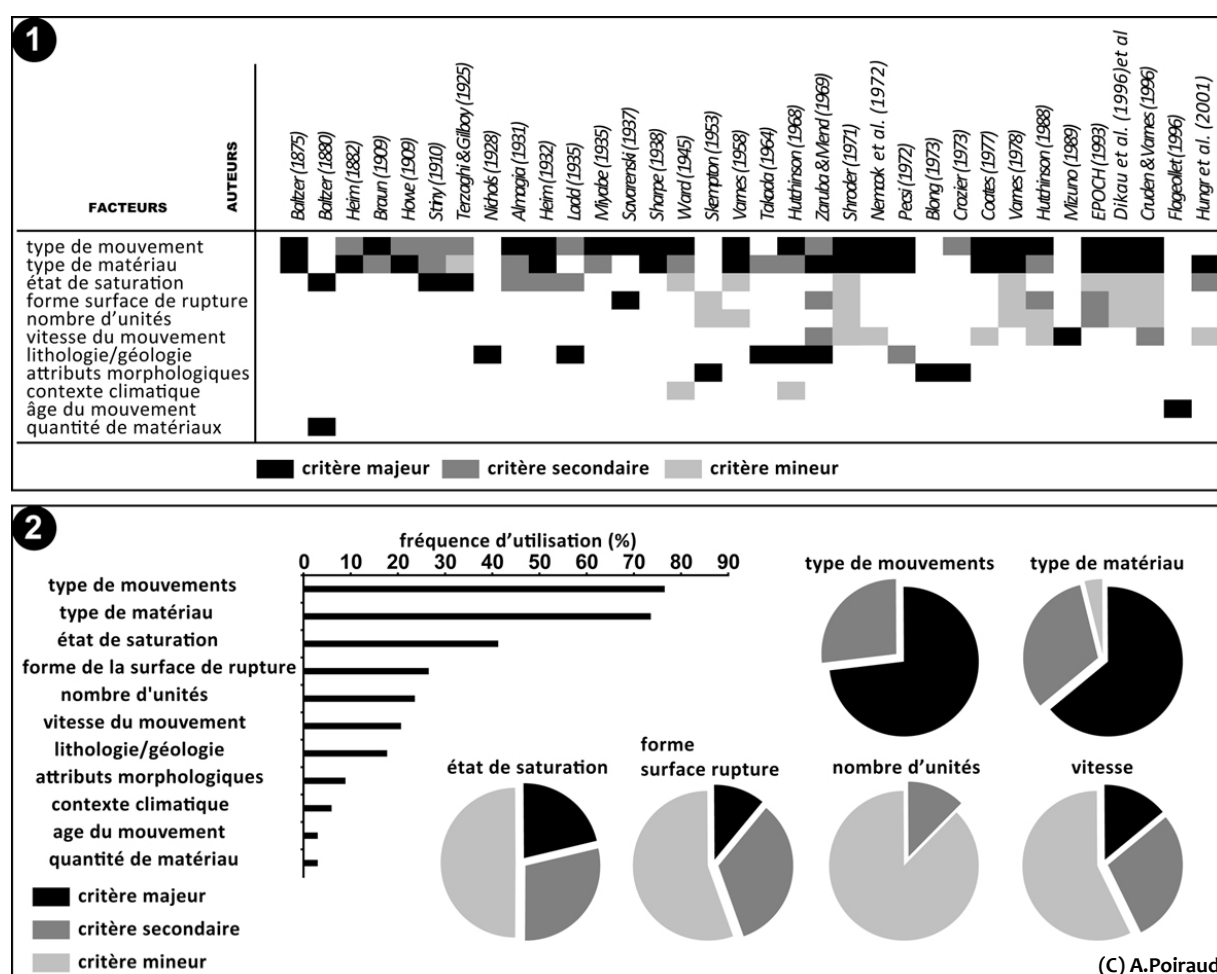 1
FACTEURS
AUTEURS
Baltzer (1875)
Baltzer (1880)
Heim (1882)
Braun (1909)
Howe (1909)
Stiny (1910)
Terzaghi & Gilboy (1925)
Nichols (1928)
Almagia (1931)
Heim (1932)
Ladd (1935)
Miyabe (1935)
Savarenski (1937)
Sharpe (1938)
Ward (1945)
Skempton (1953)
Varnes (1958)
Takada (1964)
Hutchinson (1968)
Zaruba & Mencl (1969)
Shroder (1971)
Nemcok et al. (1972)
Pecsi (1972)
Blong (1973)
Crozier (1973)
Coates (1977)
Varnes (1978)
Hutchinson (1988)
Mizuno (1989)
EPOCH (1993)
Dikau et al. (1996)et al
Cruden & Varnes (1996)
Flageollet (1996)
Hungr et al. (2001)
type de mouvement
type de matériau
état de saturation
forme surface de rupture
nombre d'unités
vitesse du mouvement
lithologie/géologie
attributs morphologiques
contexte climatique
âge du mouvement
quantité de matériaux
critère majeur
critère secondaire
critère mineur
2
fréquence d'utilisation (%)
0 10 20 30 40 50 60 70 80 90
type de mouvements
type de matériau
état de saturation
forme de la surface de rupture
nombre d'unités
vitesse du mouvement
lithologie/géologie
attributs morphologiques
contexte climatique
age du mouvement
quantité de matériau
critère majeur
critère secondaire
critère mineur
type de mouvements
type de matériau
état de saturation
forme
surface rupture
nombre d'unités
vitesse
(C) A.Poiraud